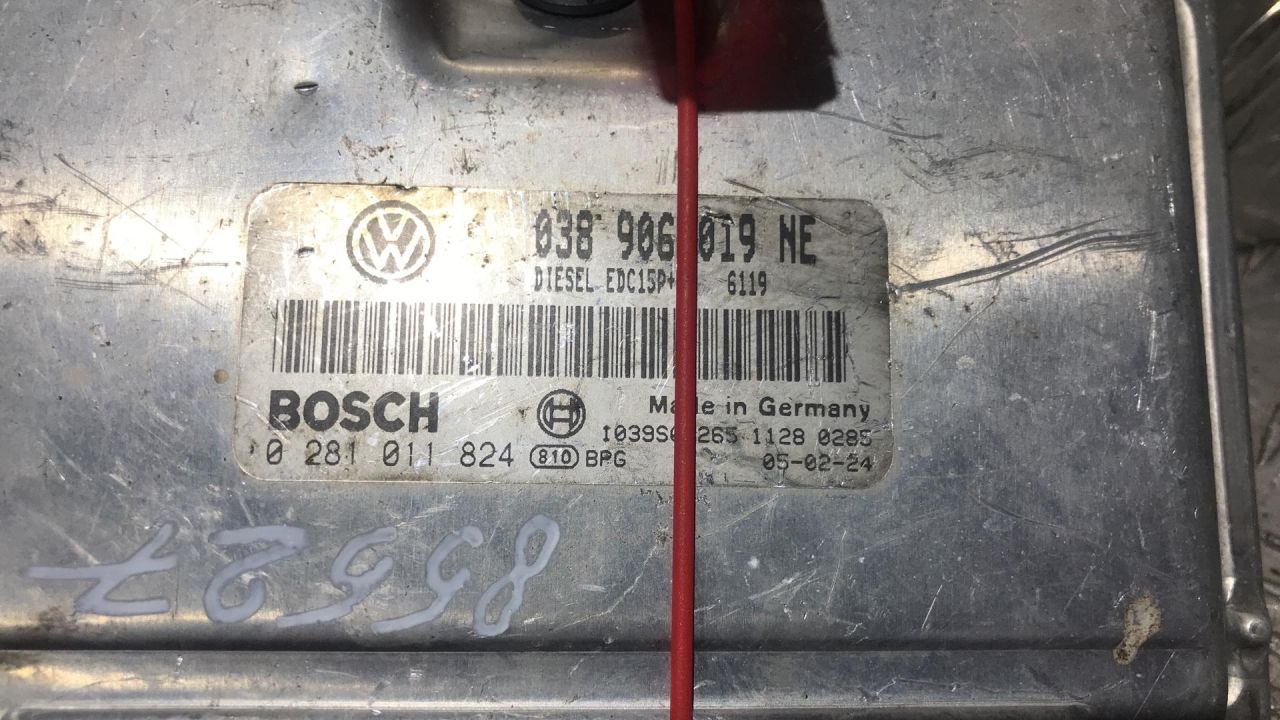 038 906 019 NE
DIESEL EDC15P+ 6119
BOSCH
Made in Germany
1128 0285
0 281 011 824 810 BPG 05-02-24
85527